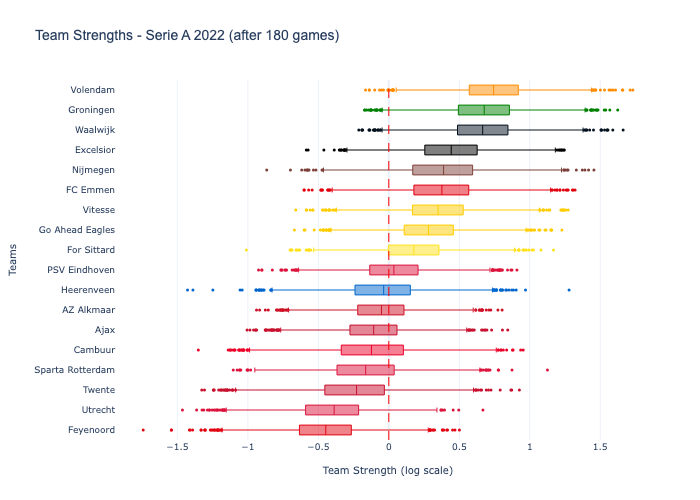 Team Strengths - Serie A 2022 (after 180 games)
Volendam
Groningen
Waalwijk
Excelsior
Nijmegen
FC Emmen
Vitesse
Go Ahead Eagles
For Sittard
PSV Eindhoven
Heerenveen
AZ Alkmaar
Ajax
Cambuur
Sparta Rotterdam
Twente
Utrecht
Feyenoord
Teams
−1.5 −1 −0.5 0 0.5 1 1.5
Team Strength (log scale)